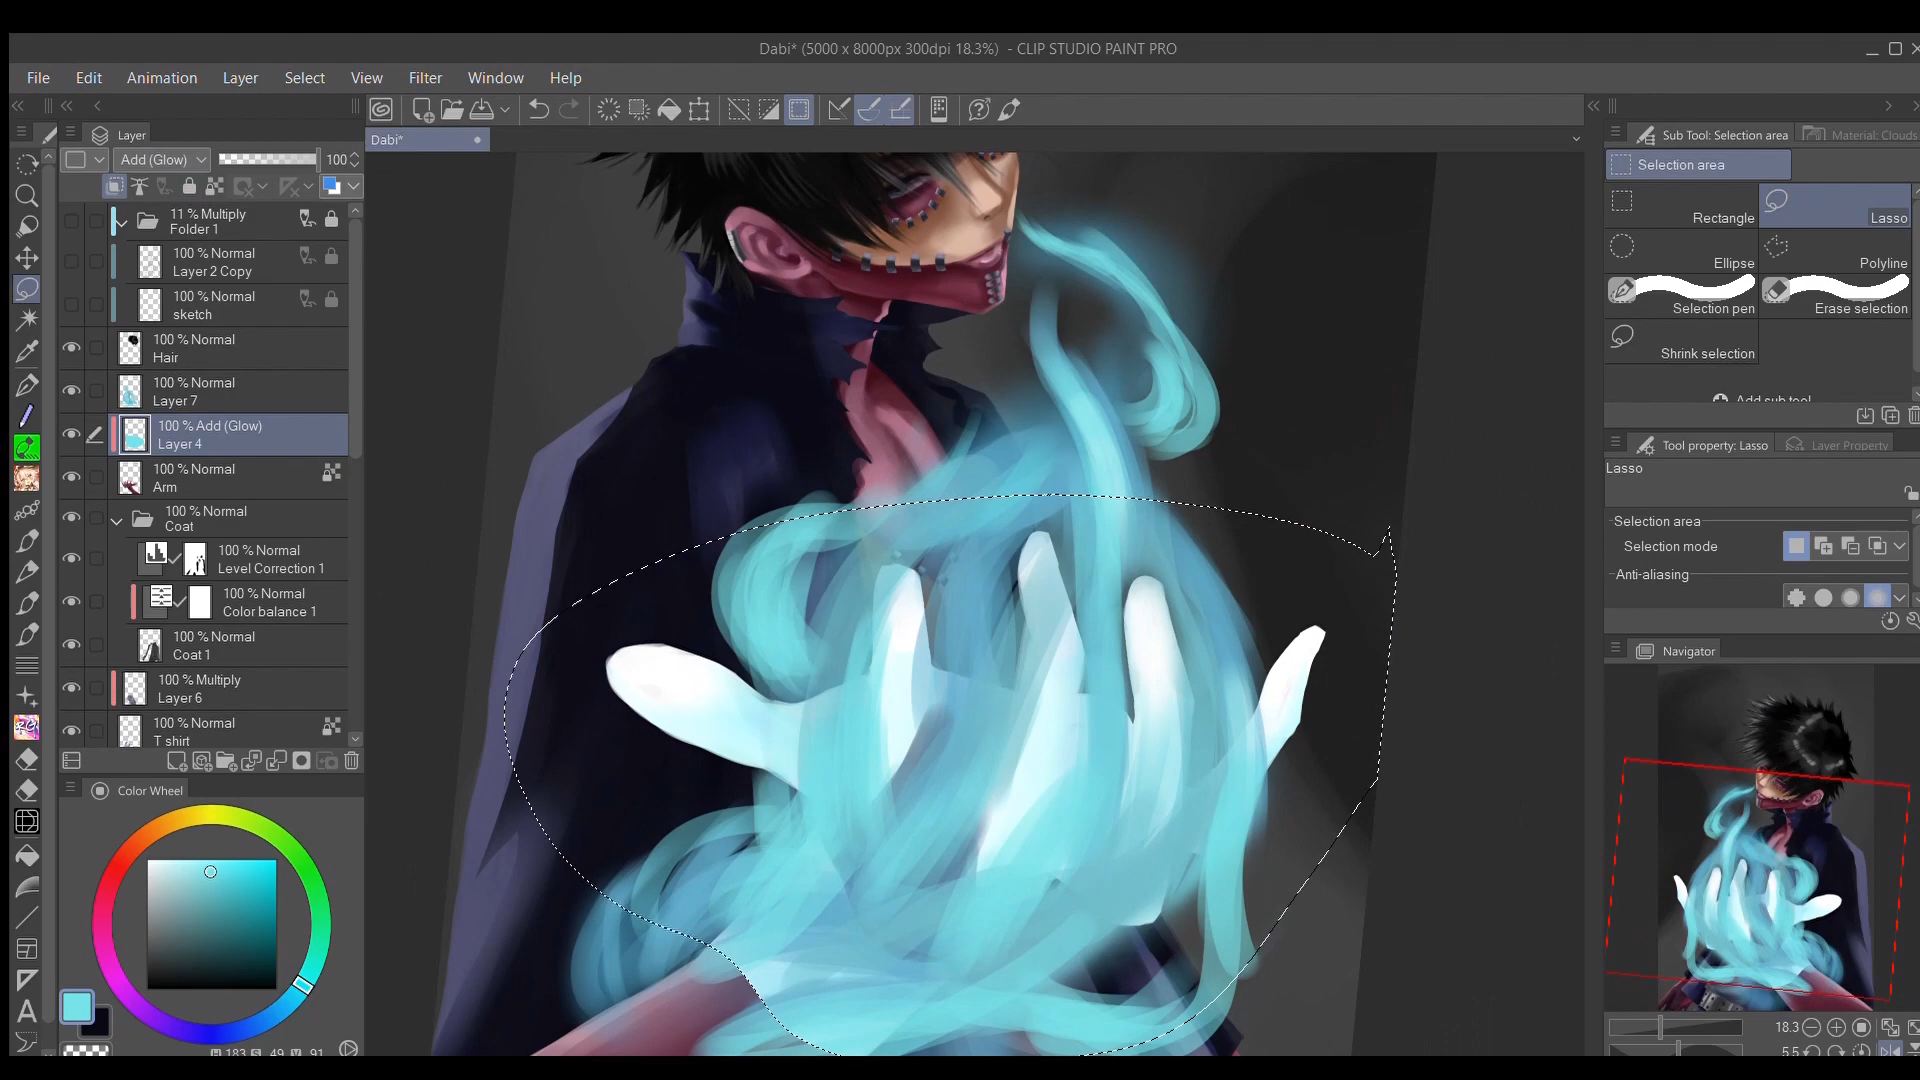 Dabi* (5000 x 8000px 300dpi 18.3%) - CLIP STUDIO PAINT PRO
File Edit Animation Layer Select View Filter Window Help
Layer
Dabi*
Add (Glow) 100
11 % Multiply
Folder 1
100 % Normal
Layer 2 Copy
100 % Normal
sketch
100 % Normal
Hair
100 % Normal
Layer 7
100 % Add (Glow)
Layer 4
100 % Normal
Arm
100 % Normal
Coat
100 % Normal
Level Correction 1
100 % Normal
Color balance 1
100 % Normal
Coat 1
100 % Multiply
Layer 6
100 % Normal
T shirt
Color Wheel
H 183 S 49 V 91
Sub Tool: Selection area Material: Clouds
Selection area
Rectangle Lasso
Ellipse Polyline
Selection pen Erase selection
Shrink selection
Add sub tool
Tool property: Lasso Layer Property
Lasso
Selection area
Selection mode
Anti-aliasing
Navigator
18.3
5.5